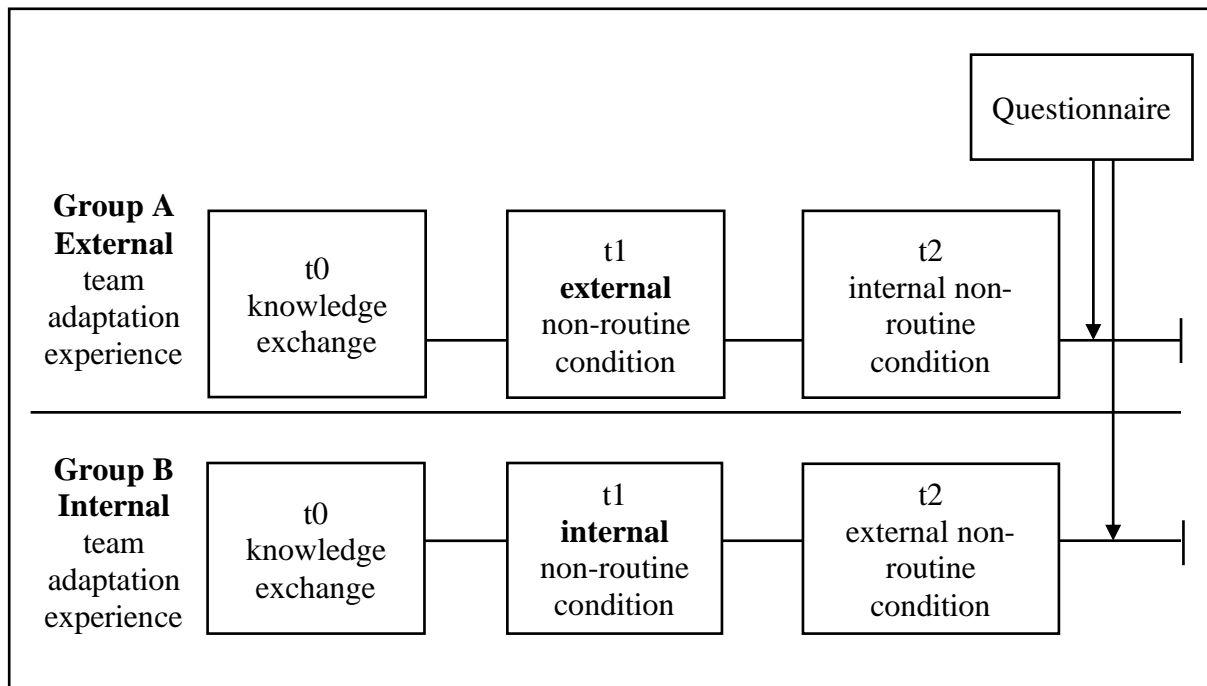 Questionnaire
Group A
External
team
adaptation
experience
t0
knowledge
exchange
t1
external
non-routine
condition
t2
internal non-
routine
condition
Group B
Internal
team
adaptation
experience
t0
knowledge
exchange
t1
internal
non-routine
condition
t2
external non-
routine
condition